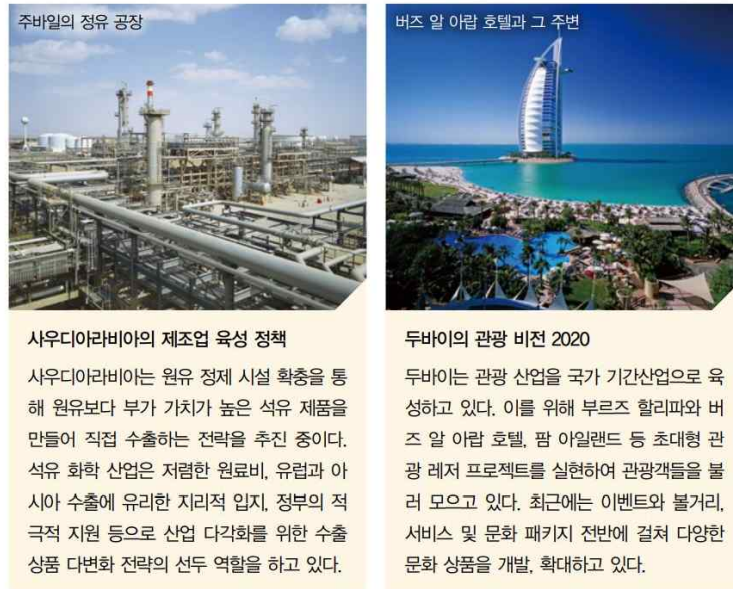 주바일의 정유 공장
사우디아라비아의 제조업 육성 정책
사우디아라비아는 원유 정제 시설 확충을 통
해 원유보다 부가 가치가 높은 석유 제품을
만들어 직접 수출하는 전략을 추진 중이다.
석유 화학 산업은 저렴한 원료비, 유럽과 아
시아 수출에 유리한 지리적 입지, 정부의 적
극적 지원 등으로 산업 다각화를 위한 수출
상품 다변화 전략의 선두 역할을 하고 있다.
버즈 알 아랍 호텔과 그 주변
두바이의 관광 비전 2020
두바이는 관광 산업을 국가 기간산업으로 육
성하고 있다. 이를 위해 부르즈 할리파와 버
즈 알 아랍 호텔, 팜 아일랜드 등 초대형 관
광 레저 프로젝트를 실현하여 관광객들을 불
러 모으고 있다. 최근에는 이벤트와 볼거리,
서비스 및 문화 패키지 전반에 걸쳐 다양한
문화 상품을 개발, 확대하고 있다.